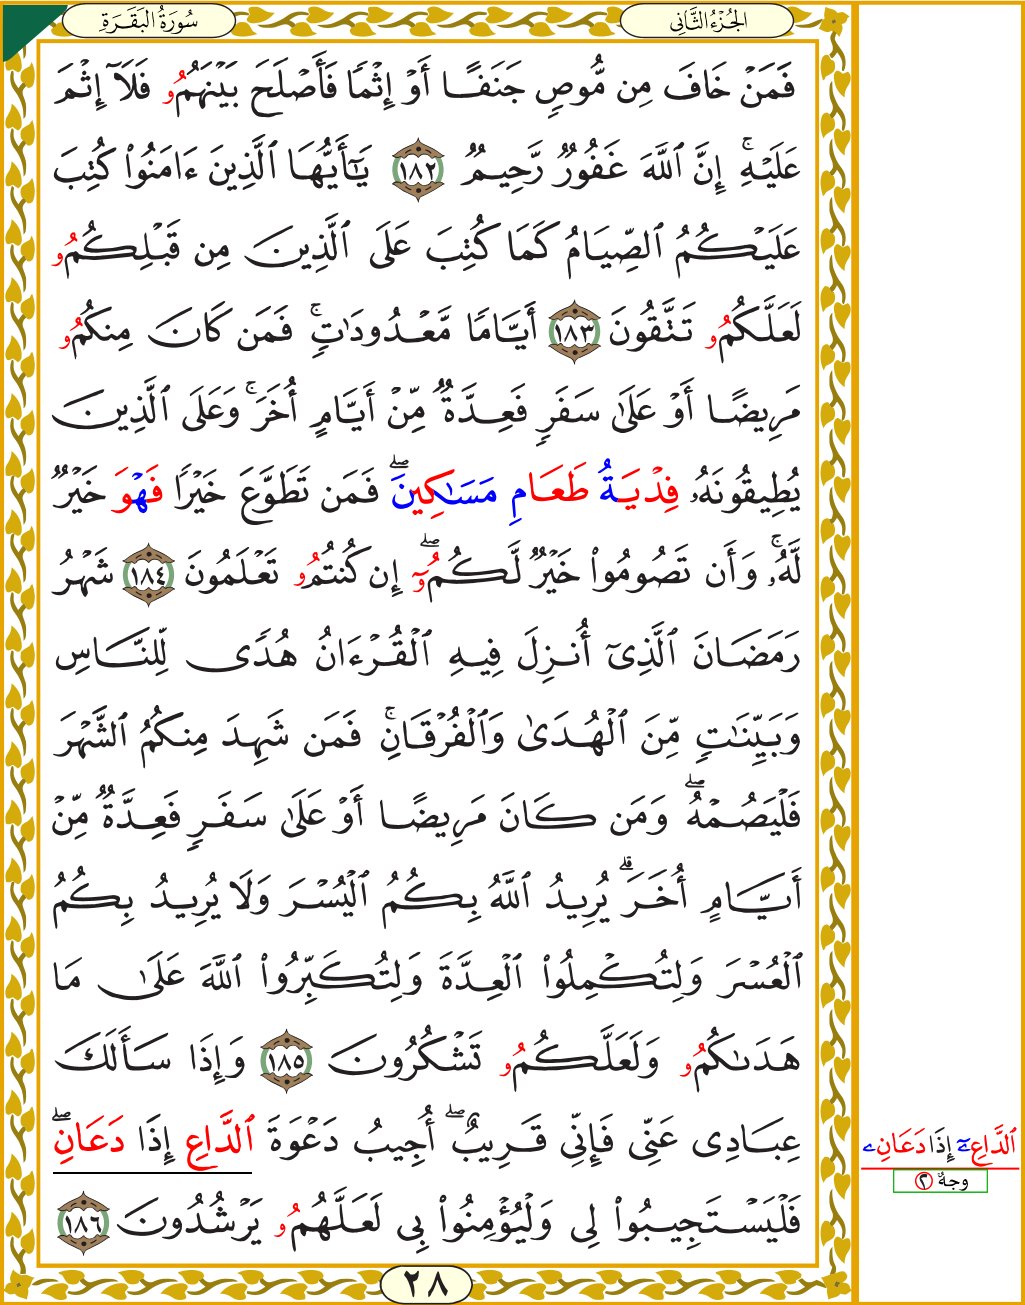 الجُزْءُ الثَّانِي
سُورَةُ البَقَرَةِ
فَمَنْ خَافَ مِن مُّوصٍ جَنَفًا أَوْ إِثْمًا فَأَصْلَحَ بَيْنَهُمُۥ فَلَآ إِثْمَ
عَلَيْهِۚ إِنَّ ٱللَّهَ غَفُورٌ رَّحِيمٌ ١٨٢ يَٰٓأَيُّهَا ٱلَّذِينَ ءَامَنُوا۟ كُتِبَ
عَلَيْكُمُ ٱلصِّيَامُ كَمَا كُتِبَ عَلَى ٱلَّذِينَ مِن قَبْلِكُمُۥ
لَعَلَّكُمُۥ تَتَّقُونَ ١٨٣ أَيَّامًا مَّعْدُودَٰتٍۚ فَمَن كَانَ مِنكُمُۥ
مَرِيضًا أَوْ عَلَىٰ سَفَرٍ فَعِدَّةٌ مِّنْ أَيَّامٍ أُخَرَۚ وَعَلَى ٱلَّذِينَ
يُطِيقُونَهُۥ فِدْيَةُ طَعَامِ مَسَٰكِينَۖ فَمَن تَطَوَّعَ خَيْرًا فَهْوَ خَيْرٌ
لَّهُۥۚ وَأَن تَصُومُوا۟ خَيْرٌ لَّكُمُۥٓۖ إِن كُنتُمُۥ تَعْلَمُونَ ١٨٤ شَهْرُ
رَمَضَانَ ٱلَّذِىٓ أُنزِلَ فِيهِ ٱلْقُرْءَانُ هُدًى لِّلنَّاسِ
وَبَيِّنَٰتٍ مِّنَ ٱلْهُدَىٰ وَٱلْفُرْقَانِۚ فَمَن شَهِدَ مِنكُمُ ٱلشَّهْرَ
فَلْيَصُمْهُۖ وَمَن كَانَ مَرِيضًا أَوْ عَلَىٰ سَفَرٍ فَعِدَّةٌ مِّنْ
أَيَّامٍ أُخَرَۗ يُرِيدُ ٱللَّهُ بِكُمُ ٱلْيُسْرَ وَلَا يُرِيدُ بِكُمُ
ٱلْعُسْرَ وَلِتُكْمِلُوا۟ ٱلْعِدَّةَ وَلِتُكَبِّرُوا۟ ٱللَّهَ عَلَىٰ مَا
هَدَىٰكُمُۥ وَلَعَلَّكُمُۥ تَشْكُرُونَ ١٨٥ وَإِذَا سَأَلَكَ
عِبَادِى عَنِّى فَإِنِّى قَرِيبٌۖ أُجِيبُ دَعْوَةَ ٱلدَّاعِ إِذَا دَعَانِۖ
فَلْيَسْتَجِيبُوا۟ لِى وَلْيُؤْمِنُوا۟ بِى لَعَلَّهُمُۥ يَرْشُدُونَ ١٨٦
ٱلدَّاعِۦٓ إِذَا دَعَانِۦ
وجهٌ ٢
٢٨